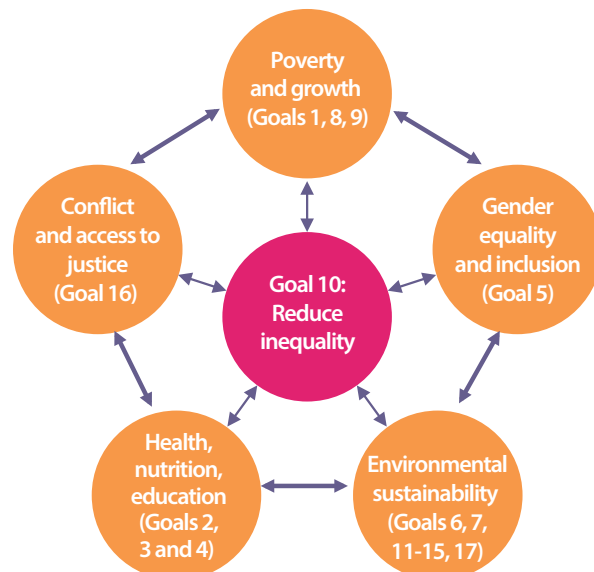 Poverty
and growth
(Goals 1, 8, 9)
Conflict
and access to
justice
(Goal 16)
Gender
equality
and inclusion
(Goal 5)
Goal 10:
Reduce
inequality
Health,
nutrition,
education
(Goals 2,
3 and 4)
Environmental
sustainability
(Goals 6, 7,
11-15, 17)